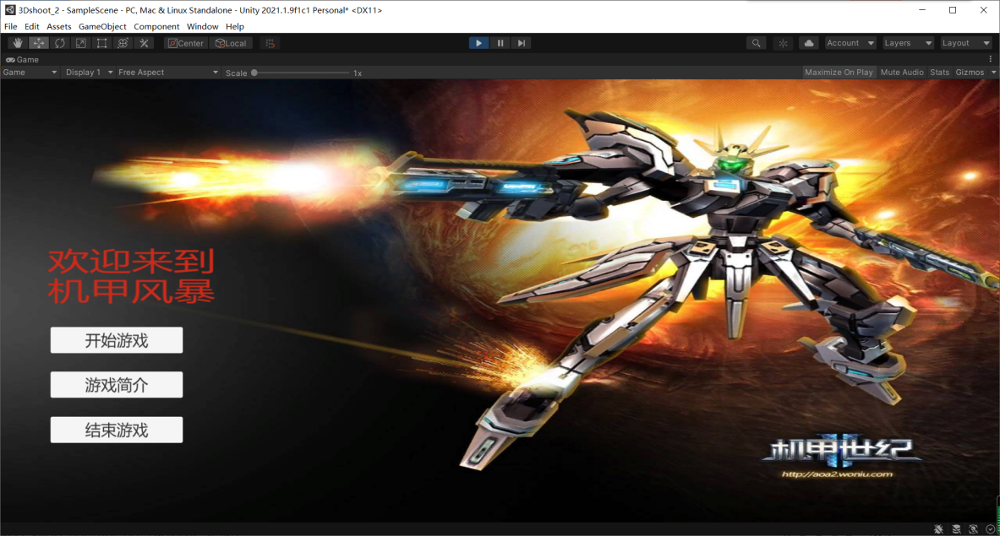 3Dshoot_2 - SampleScene - PC, Mac & Linux Standalone - Unity 2021.1.9f1c1 Personal* <DX11>
File Edit Assets GameObject Component Window Help
Center Local Account Layers Layout
Game
Game Display 1 Free Aspect Scale 1x Maximize On Play Mute Audio Stats Gizmos
欢迎来到
机甲风暴
开始游戏
游戏简介
结束游戏
机甲世纪
II
http://aoa2.woniu.com